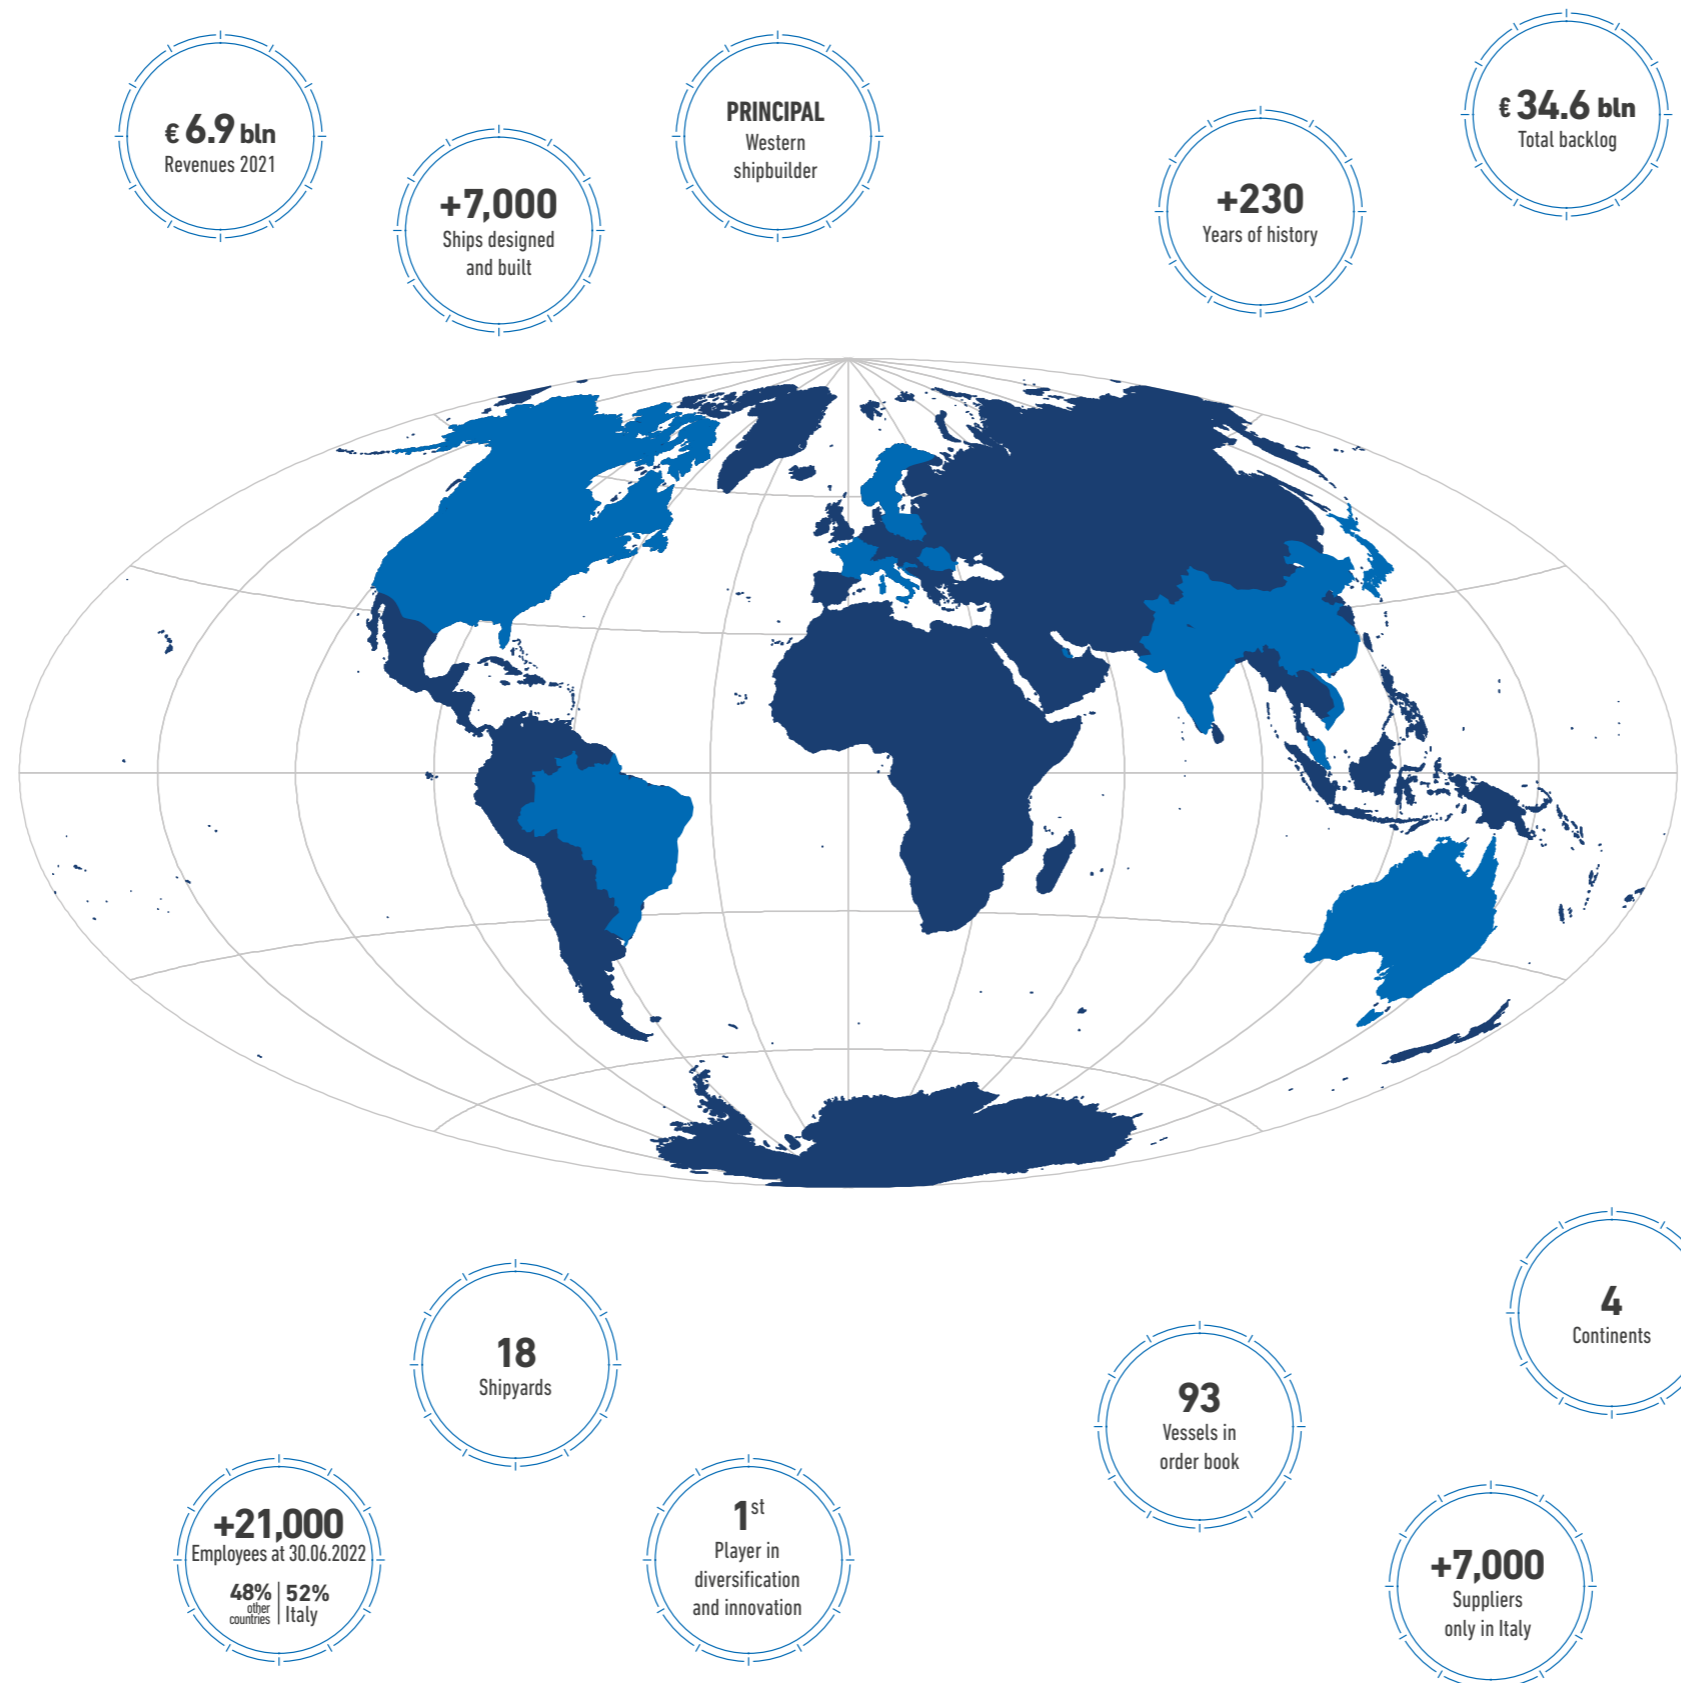 € 6.9 bln
Revenues 2021
+7,000
Ships designed
and built
PRINCIPAL
Western
shipbuilder
+230
Years of history
€ 34.6 bln
Total backlog
18
Shipyards
4
Continents
93
Vessels in
order book
+21,000
Employees at 30.06.2022
48% other countries | 52% Italy
1st
Player in
diversification
and innovation
+7,000
Suppliers
only in Italy